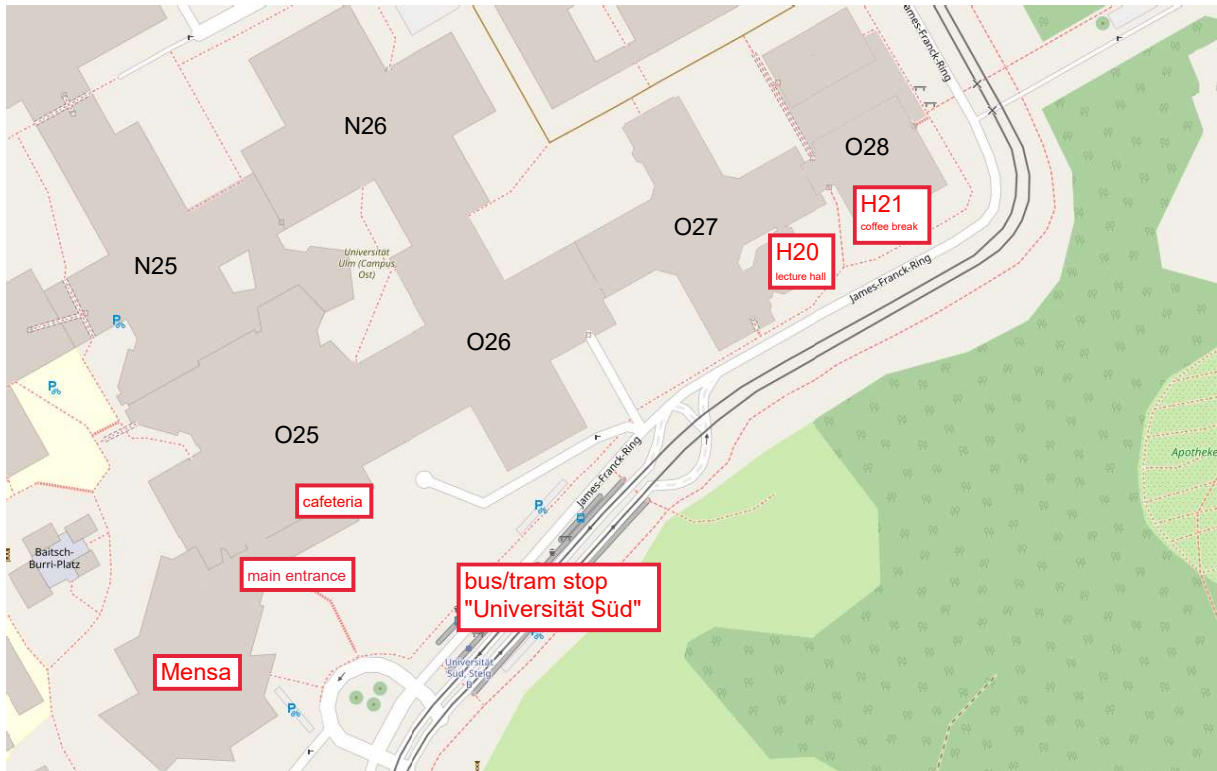 James-Franck-Ring
N26
O28
H21
coffee break
O27
H20
lecture hall
Universität
Ulm (Campus
Ost)
N25
James-Franck-Ring
P
O26
P
O25
Apotheke
James-Franck-Ring
cafeteria
P
Baitsch-
Burri-Platz
main entrance
bus/tram stop
"Universität Süd"
P
Mensa
Universität
Süd, Steig
B
P